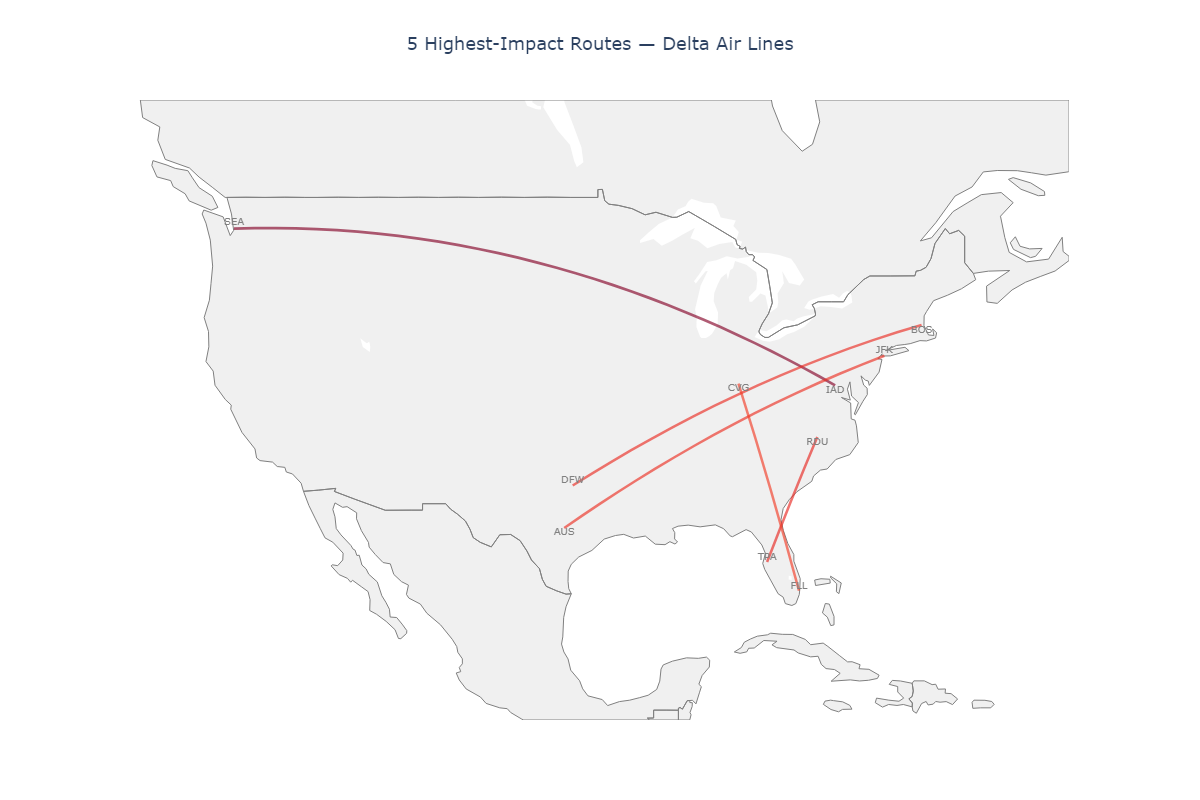 5 Highest-Impact Routes — Delta Air Lines
SEA
BOS
JFK
CVG
IAD
RDU
DFW
AUS
TPA
FLL